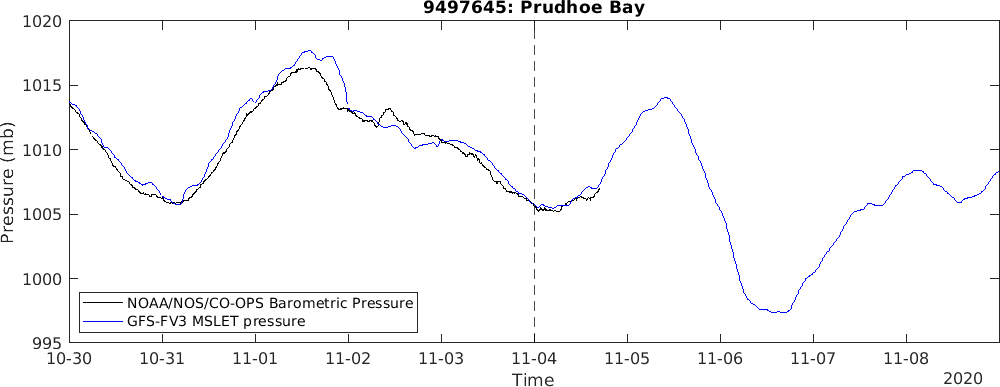 9497645: Prudhoe Bay
1020
1015
1010
1005
1000
995
Pressure (mb)
NOAA/NOS/CO-OPS Barometric Pressure
GFS-FV3 MSLET pressure
10-30 10-31 11-01 11-02 11-03 11-04 11-05 11-06 11-07 11-08
Time
2020